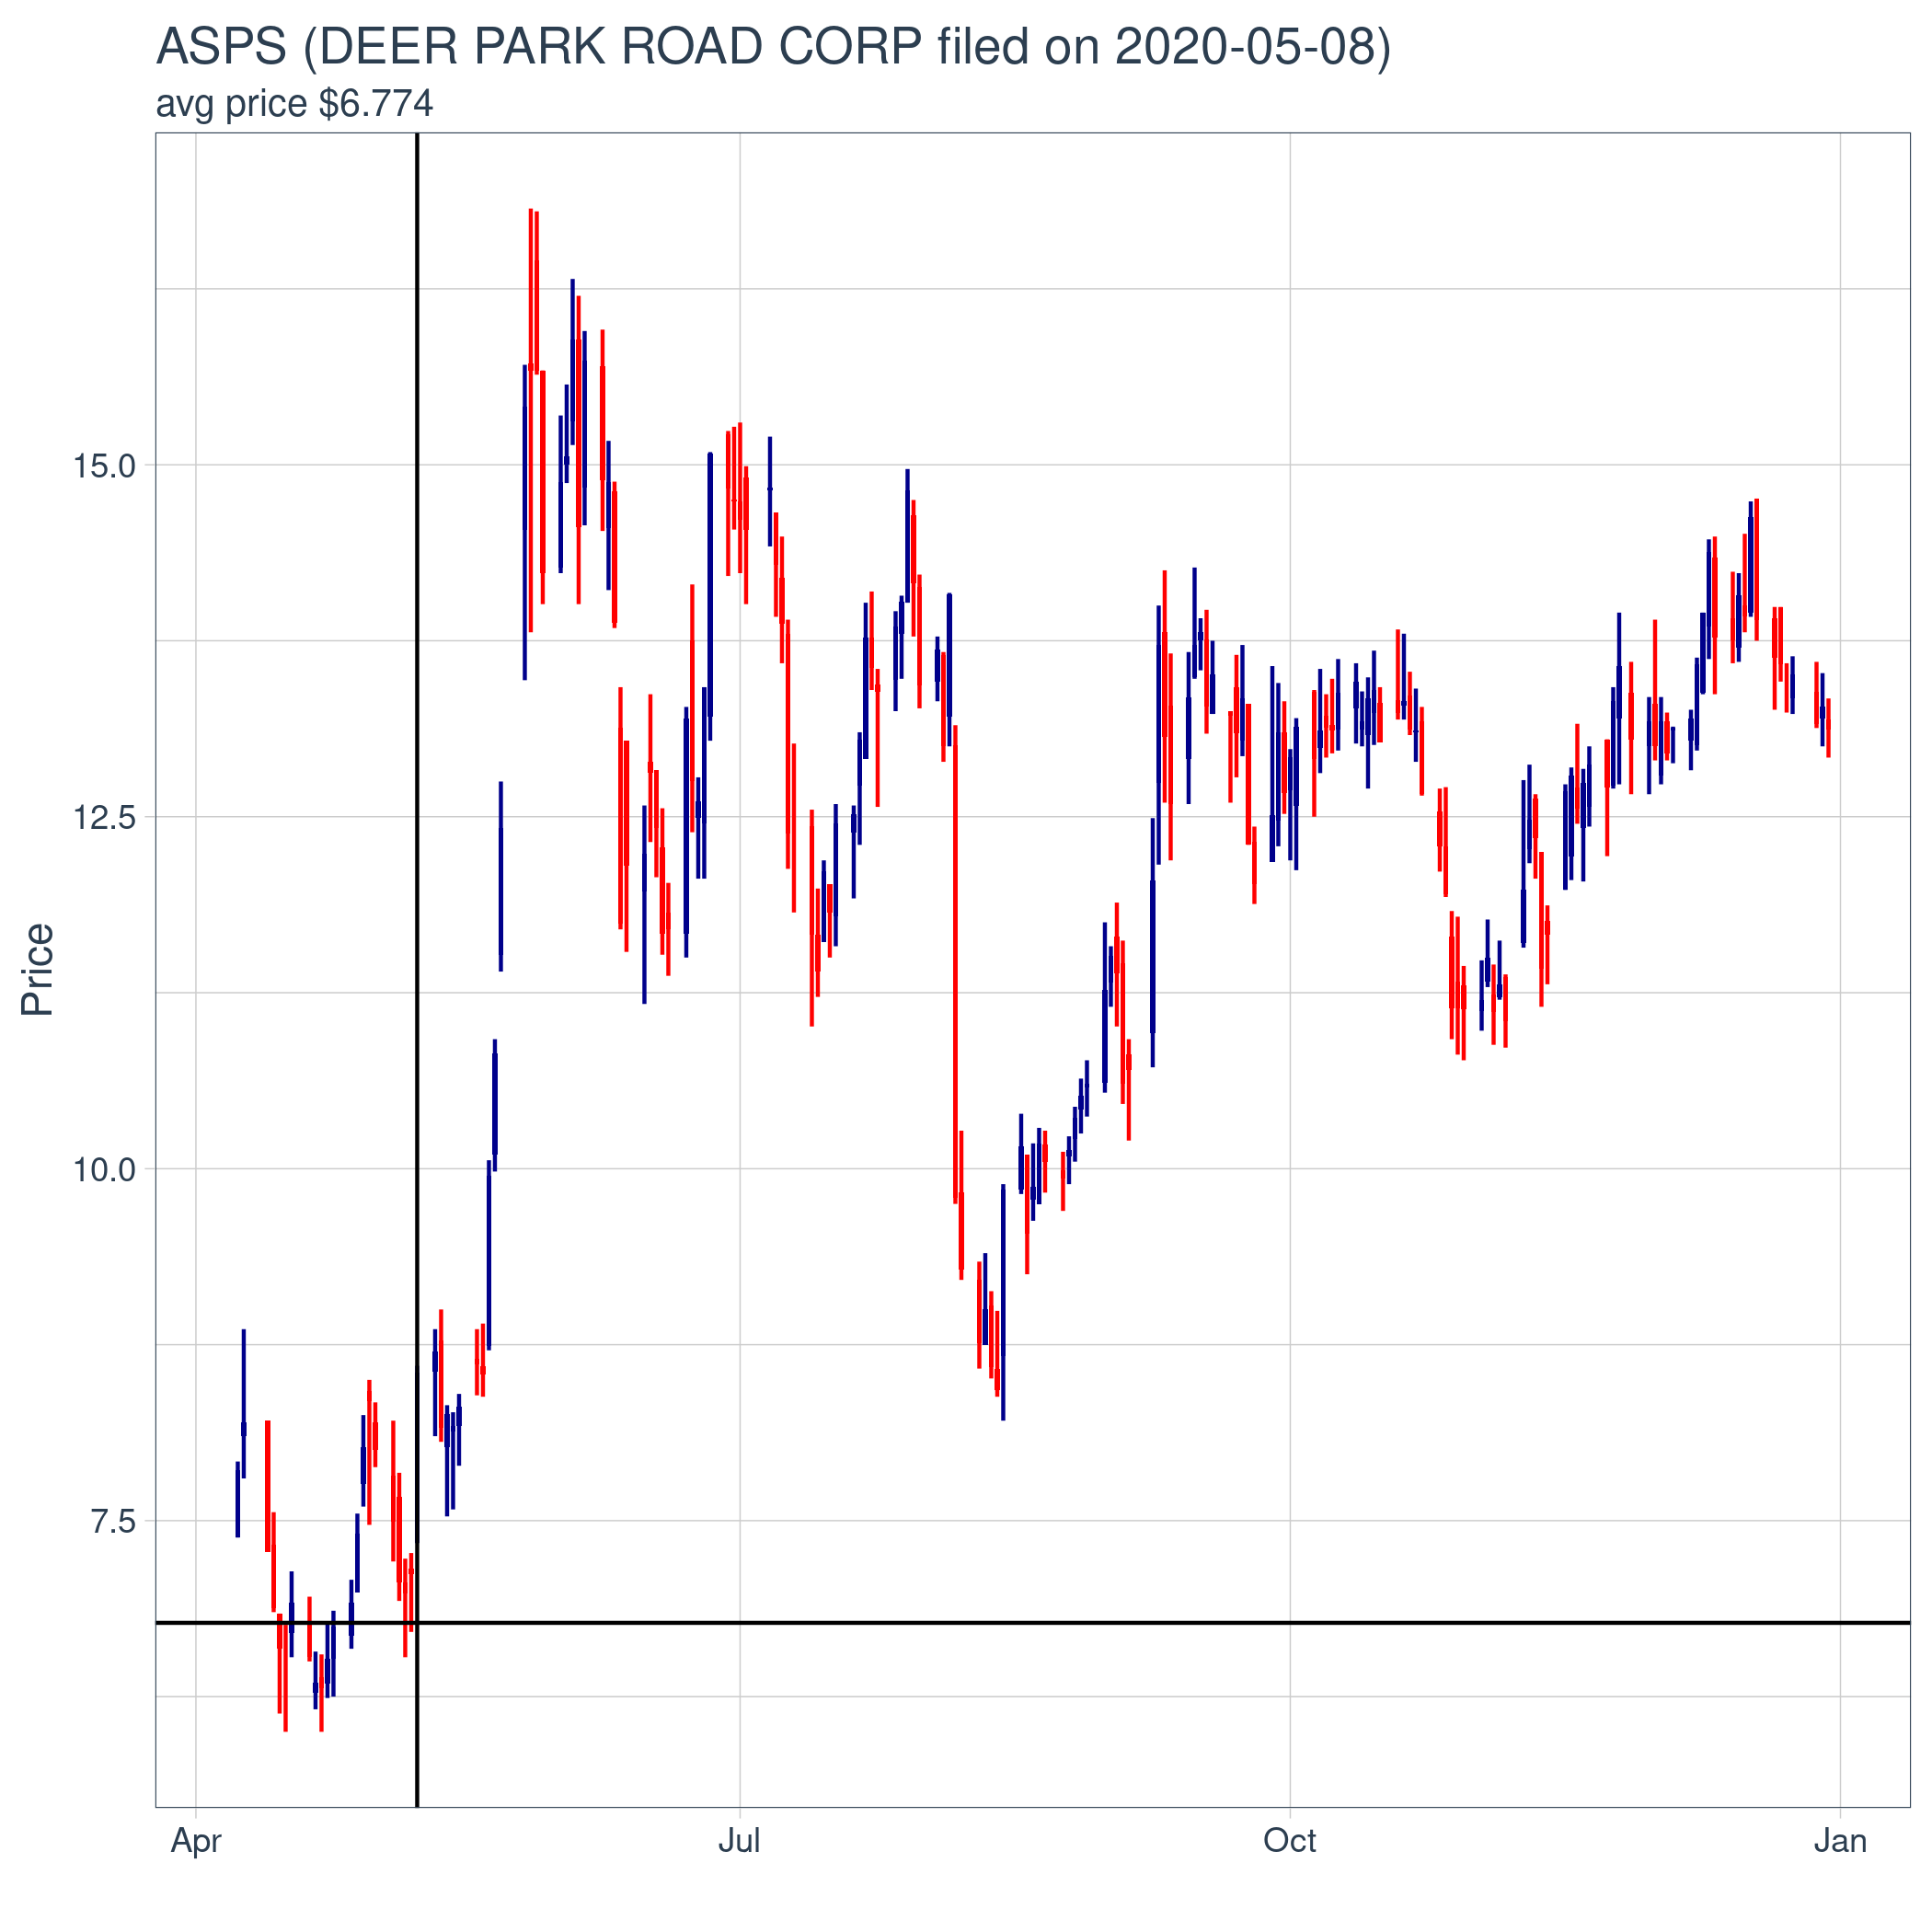 ASPS (DEER PARK ROAD CORP filed on 2020-05-08)
avg price $6.774
15.0
12.5
10.0
7.5
Price
Apr Jul Oct Jan